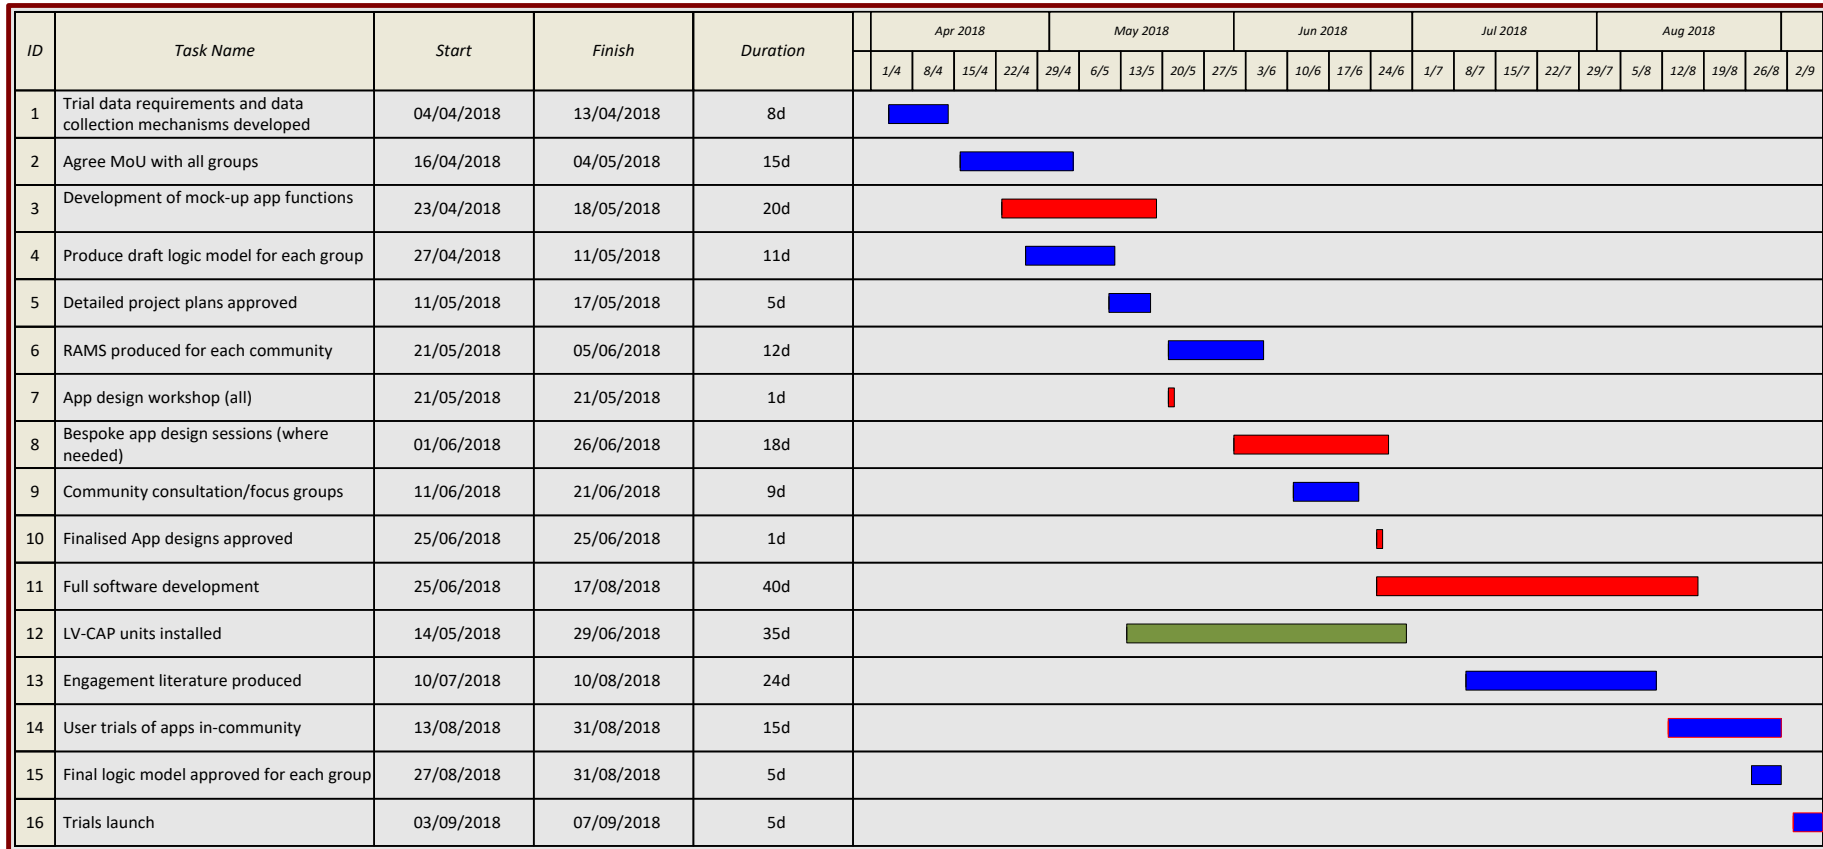 ID Task Name Start Finish Duration Apr 2018 May 2018 Jun 2018 Jul 2018 Aug 2018
1/4 8/4 15/4 22/4 29/4 6/5 13/5 20/5 27/5 3/6 10/6 17/6 24/6 1/7 8/7 15/7 22/7 29/7 5/8 12/8 19/8 26/8 2/9
1 Trial data requirements and data
collection mechanisms developed 04/04/2018 13/04/2018 8d
2 Agree MoU with all groups 16/04/2018 04/05/2018 15d
3 Development of mock-up app functions 23/04/2018 18/05/2018 20d
4 Produce draft logic model for each group 27/04/2018 11/05/2018 11d
5 Detailed project plans approved 11/05/2018 17/05/2018 5d
6 RAMS produced for each community 21/05/2018 05/06/2018 12d
7 App design workshop (all) 21/05/2018 21/05/2018 1d
8 Bespoke app design sessions (where
needed) 01/06/2018 26/06/2018 18d
9 Community consultation/focus groups 11/06/2018 21/06/2018 9d
10 Finalised App designs approved 25/06/2018 25/06/2018 1d
11 Full software development 25/06/2018 17/08/2018 40d
12 LV-CAP units installed 14/05/2018 29/06/2018 35d
13 Engagement literature produced 10/07/2018 10/08/2018 24d
14 User trials of apps in-community 13/08/2018 31/08/2018 15d
15 Final logic model approved for each group 27/08/2018 31/08/2018 5d
16 Trials launch 03/09/2018 07/09/2018 5d